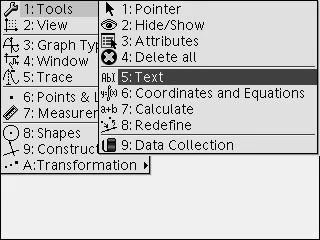 1: Tools
2: View
3: Graph Typ
4: Window
5: Trace
6: Points & L
7: Measurer
8: Shapes
9: Construct
A: Transformation
1: Pointer
2: Hide/Show
3: Attributes
4: Delete all
5: Text
6: Coordinates and Equations
7: Calculate
8: Redefine
9: Data Collection